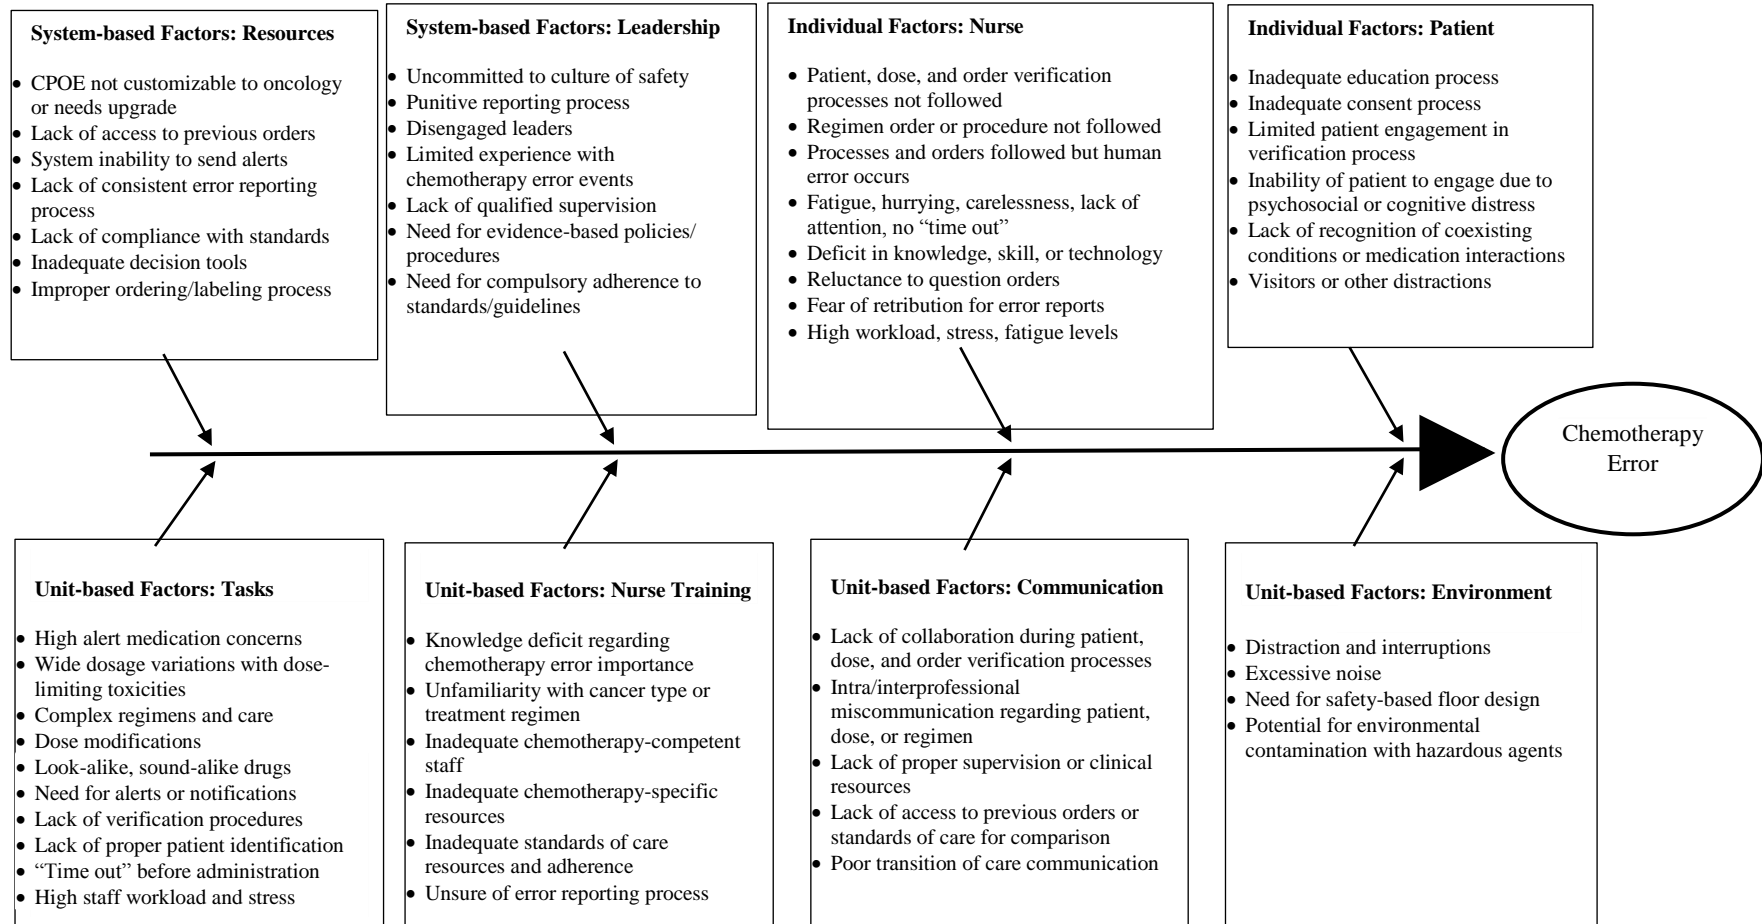 System-based Factors: Resources
• CPOE not customizable to oncology
or needs upgrade
• Lack of access to previous orders
• System inability to send alerts
• Lack of consistent error reporting
process
• Lack of compliance with standards
• Inadequate decision tools
• Improper ordering/labeling process
System-based Factors: Leadership
• Uncommitted to culture of safety
• Punitive reporting process
• Disengaged leaders
• Limited experience with
chemotherapy error events
• Lack of qualified supervision
• Need for evidence-based policies/
procedures
• Need for compulsory adherence to
standards/guidelines
Individual Factors: Nurse
• Patient, dose, and order verification
processes not followed
• Regimen order or procedure not followed
• Processes and orders followed but human
error occurs
• Fatigue, hurrying, carelessness, lack of
attention, no “time out”
• Deficit in knowledge, skill, or technology
• Reluctance to question orders
• Fear of retribution for error reports
• High workload, stress, fatigue levels
Individual Factors: Patient
• Inadequate education process
• Inadequate consent process
• Limited patient engagement in
verification process
• Inability of patient to engage due to
psychosocial or cognitive distress
• Lack of recognition of coexisting
conditions or medication interactions
• Visitors or other distractions
Chemotherapy
Error
Unit-based Factors: Tasks
• High alert medication concerns
• Wide dosage variations with dose-
limiting toxicities
• Complex regimens and care
• Dose modifications
• Look-alike, sound-alike drugs
• Need for alerts or notifications
• Lack of verification procedures
• Lack of proper patient identification
• “Time out” before administration
• High staff workload and stress
Unit-based Factors: Nurse Training
• Knowledge deficit regarding
chemotherapy error importance
• Unfamiliarity with cancer type or
treatment regimen
• Inadequate chemotherapy-competent
staff
• Inadequate chemotherapy-specific
resources
• Inadequate standards of care
resources and adherence
• Unsure of error reporting process
Unit-based Factors: Communication
• Lack of collaboration during patient,
dose, and order verification processes
• Intra/interprofessional
miscommunication regarding patient,
dose, or regimen
• Lack of proper supervision or clinical
resources
• Lack of access to previous orders or
standards of care for comparison
• Poor transition of care communication
Unit-based Factors: Environment
• Distraction and interruptions
• Excessive noise
• Need for safety-based floor design
• Potential for environmental
contamination with hazardous agents